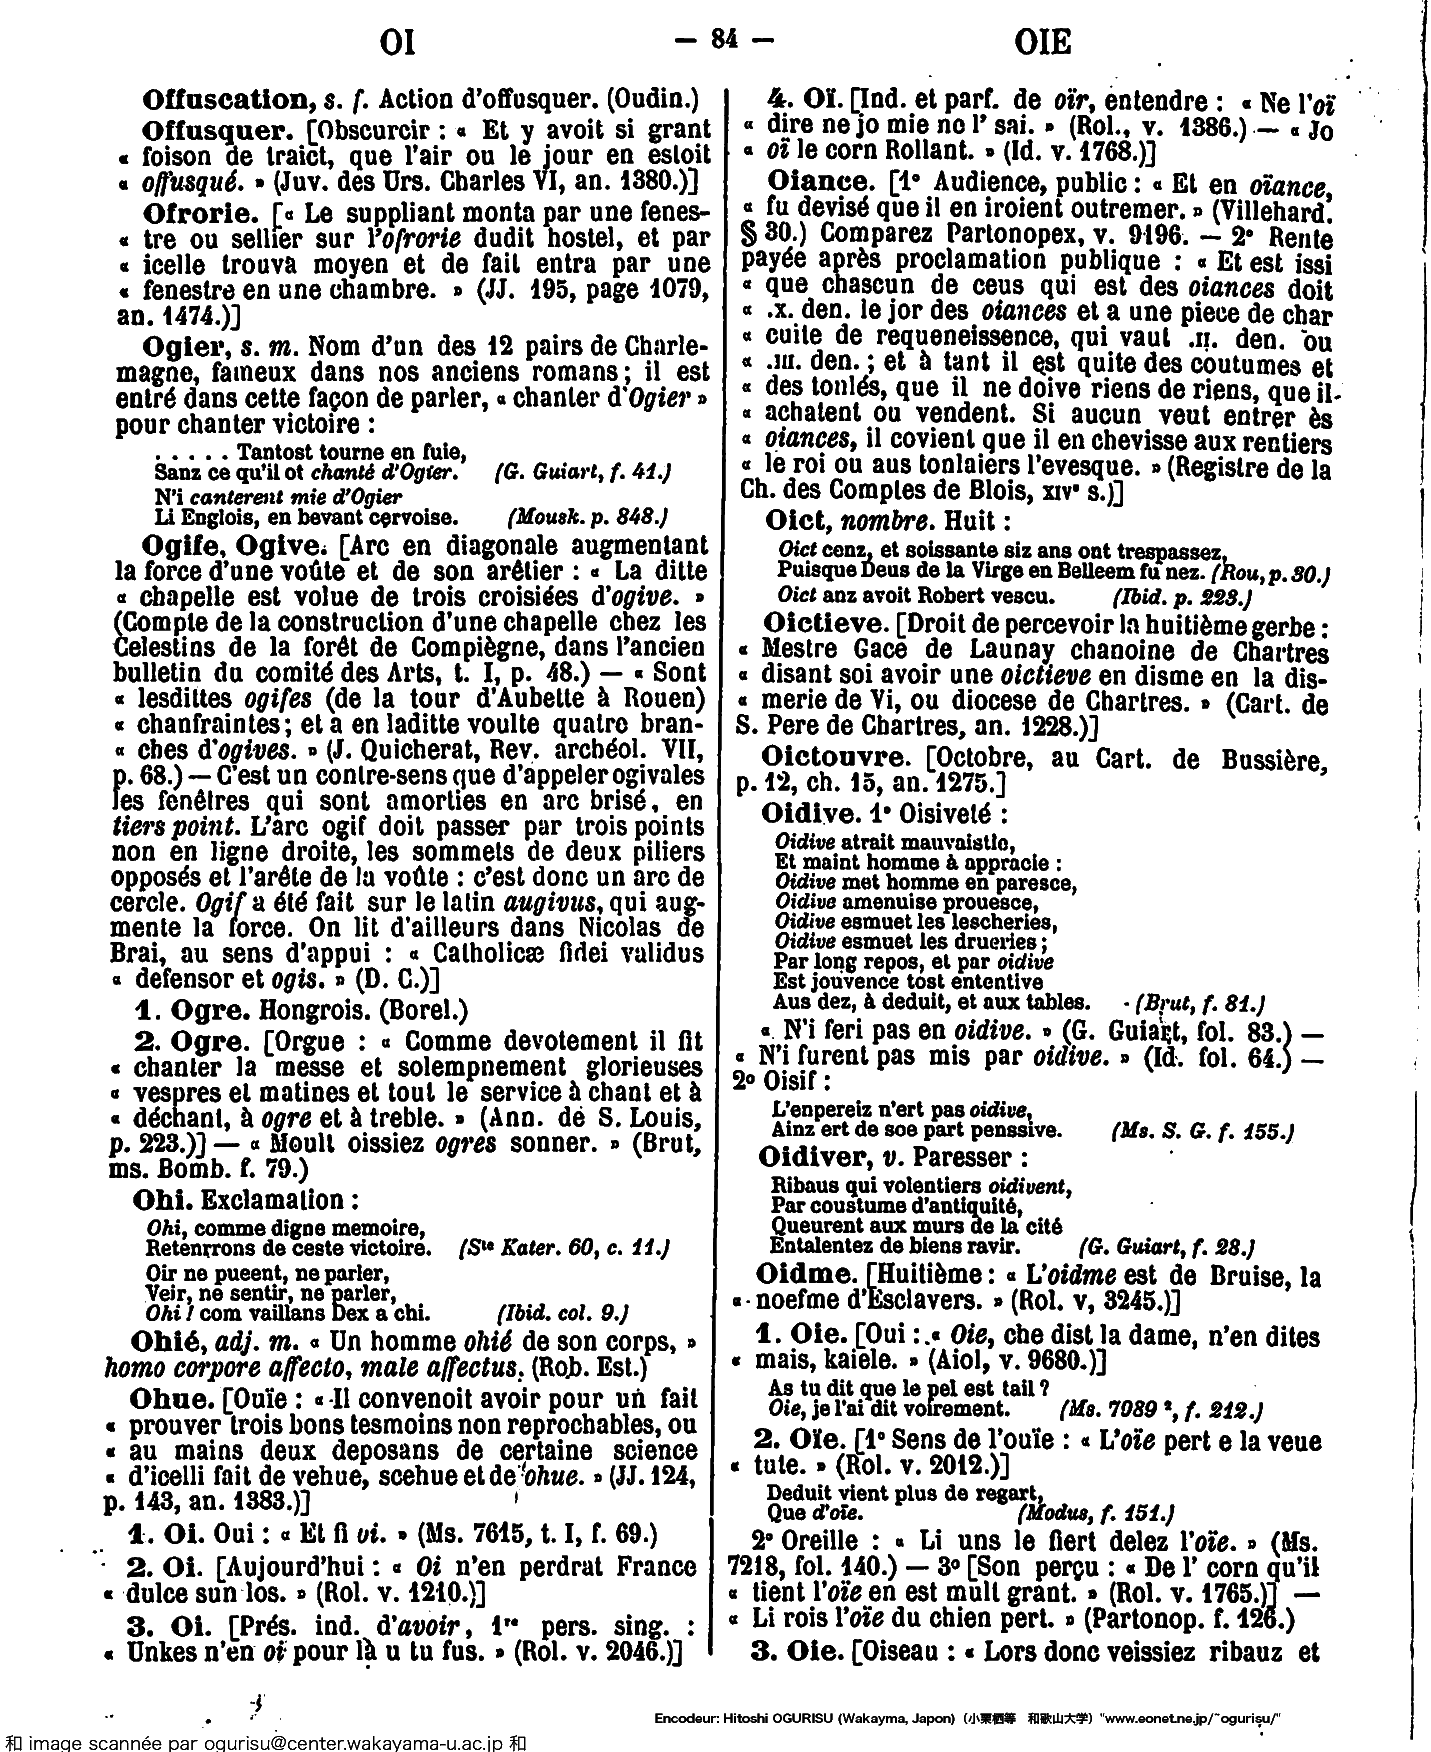 OI — 84 — OIE
Offuscation, s. f. Action d'offusquer. (Oudin.)
Offusquer. [Obscurcir : « Et y avoit si grant
« foison de traict, que l'air ou le jour en estoit
« offusqué. » (Juv. des Urs. Charles VI, an. 1380.)]
Ofrorie. [« Le suppliant monta par une fenes-
« tre ou sellier sur l'ofrorie dudit hostel, et par
« icelle trouva moyen et de fait entra par une
« fenestre en une chambre. » (JJ. 195, page 1079,
an. 1474.)]
Ogier, s. m. Nom d'un des 12 pairs de Charle-
magne, fameux dans nos anciens romans ; il est
entré dans cette façon de parler, « chanter d'Ogier »
pour chanter victoire :
. . . . . Tantost tourne en fuie,
Sanz ce qu'il ot chanté d'Ogier. (G. Guiart, f. 41.)
N'i canterent mie d'Ogier
Li Englois, en bevant cervoise. (Mousk. p. 848.)
Ogife, Ogive. [Arc en diagonale augmentant
la force d'une voûte et de son arêtier : « La ditte
« chapelle est volue de trois croisiées d'ogive. »
(Compte de la construction d'une chapelle chez les
Celestins de la forêt de Compiègne, dans l'ancien
bulletin du comité des Arts, t. I, p. 48.) — « Sont
« lesdittes ogifes (de la tour d'Aubette à Rouen)
« chanfraintes ; et a en laditte voulte quatre bran-
« ches d'ogives. » (J. Quicherat, Rev. archéol. VII,
p. 68.) — C'est un contre-sens que d'appeler ogivales
les fenêtres qui sont amorties en arc brisé, en
tiers point. L'arc ogif doit passer par trois points
non en ligne droite, les sommets de deux piliers
opposés et l'arête de la voûte : c'est donc un arc de
cercle. Ogif a été fait sur le latin augivus, qui aug-
mente la force. On lit d'ailleurs dans Nicolas de
Brai, au sens d'appui : « Catholicæ fidei validus
« defensor et ogis. » (D. C.)]
1. Ogre. Hongrois. (Borel.)
2. Ogre. [Orgue : « Comme devotement il fit
« chanter la messe et solempnement glorieuses
« vespres et matines et tout le service à chant et à
« déchant, à ogre et à treble. » (Ann. de S. Louis,
p. 223.)] — « Moult oissiez ogres sonner. » (Brut,
ms. Bomb. f. 79.)
Ohi. Exclamation :
Ohi, comme digne memoire,
Retenrrons de ceste victoire. (Ste Kater. 60, c. 11.)
Oir ne pueent, ne parler,
Veir, ne sentir, ne parler,
Ohi ! com vaillans Dex a chi. (Ibid. col. 9.)
Ohié, adj. m. « Un homme ohié de son corps, »
homo corpore affecto, male affectus. (Rob. Est.)
Ohue. [Ouïe : « Il convenoit avoir pour un fait
« prouver trois bons tesmoins non reprochables, ou
« au mains deux deposans de certaine science
« d'icelli fait de vehue, scehue et de ohue. » (JJ. 124,
p. 143, an. 1383.)]
1. Oi. Oui : « Et fi oi. » (Ms. 7615, t. I, f. 69.)
2. Oi. [Aujourd'hui : « Oi n'en perdrat France
« dulce sun los. » (Rol. v. 1210.)]
3. Oi. [Prés. ind. d'avoir, 1re pers. sing. :
« Unkes n'en oi pour là u tu fus. » (Rol. v. 2046.)]
4. Oï. [Ind. et parf. de oïr, entendre : « Ne l'oï
« dire ne jo mie no l' sai. » (Rol., v. 1386.) — « Jo
« oï le corn Rollant. » (Id. v. 1768.)]
Oiance. [1° Audience, public : « Et en oïance,
« fu devisé que il en iroient outremer. » (Villehard.
§ 30.) Comparez Partonopex, v. 9196. — 2° Rente
payée après proclamation publique : « Et est issi
« que chascun de ceus qui est des oiances doit
« .x. den. le jor des oiances et a une piece de char
« cuite de requeneissence, qui vaut .II. den. ou
« .III. den. ; et à tant il est quite des coutumes et
« des tonlés, que il ne doive riens de riens, que il
« achatent ou vendent. Si aucun veut entrer ès
« oiances, il covient que il en chevisse aux rentiers
« le roi ou aus tonlaiers l'evesque. » (Registre de la
Ch. des Comptes de Blois, XIVe s.)]
Oict, nombre. Huit :
Oict cenz, et soissante siz ans ont trespassez,
Puisque Deus de la Virge en Belleem fu nez. (Rou, p. 30.)
Oict anz avoit Robert vescu. (Ibid. p. 223.)
Oictieve. [Droit de percevoir la huitième gerbe :
« Mestre Gace de Launay chanoine de Chartres
« disant soi avoir une oictieve en disme en la dis-
« merie de Vi, ou diocese de Chartres. » (Cart. de
S. Pere de Chartres, an. 1228.)]
Oictouvre. [Octobre, au Cart. de Bussière,
p. 12, ch. 15, an. 1275.]
Oidive. 1° Oisiveté :
Oidive atrait mauvaistio,
Et maint homme à appracie :
Oidive met homme en paresce,
Oidive amenuise prouesce,
Oidive esmuet les lescheries,
Oidive esmuet les drueries ;
Par long repos, et par oidive
Est jouvence tost ententive
Aus dez, à deduit, et aux tables. (Brut, f. 81.)
« N'i feri pas en oidive. » (G. Guiart, fol. 83.) —
« N'i furent pas mis par oidive. » (Id. fol. 64.) —
2° Oisif :
L'enpereiz n'ert pas oidive,
Ainz ert de soe part penssive. (Ms. S. G. f. 155.)
Oidiver, v. Paresser :
Ribaus qui volentiers oidivent,
Par coustume d'antiquité,
Queurent aux murs de la cité
Entalentez de biens ravir. (G. Guiart, f. 28.)
Oidme. [Huitième : « L'oidme est de Bruise, la
« noefme d'Esclavers. » (Rol. v, 3245.)]
1. Oie. [Oui : « Oie, che dist la dame, n'en dites
« mais, kaiele. » (Aiol, v. 9680.)]
As tu dit que le pel est tail ?
Oie, je l'ai dit voirement. (Ms. 7089 ², f. 212.)
2. Oïe. [1° Sens de l'ouïe : « L'oïe pert e la veue
« tute. » (Rol. v. 2012.)]
Deduit vient plus de regart,
Que d'oïe. (Modus, f. 151.)
2° Oreille : « Li uns le fiert delez l'oïe. » (Ms.
7218, fol. 140.) — 3° [Son perçu : « De l' corn qu'il
« tient l'oïe en est mult grant. » (Rol. v. 1765.)] —
« Li rois l'oïe du chien pert. » (Partonop. f. 126.)
3. Oie. [Oiseau : « Lors donc veissiez ribauz et
Encodeur: Hitoshi OGURISU (Wakayma, Japon) (小栗栖等 和歌山大学) "www.eonet.ne.jp/~ogurisu/"
和 image scannée par ogurisu@center.wakayama-u.ac.jp 和